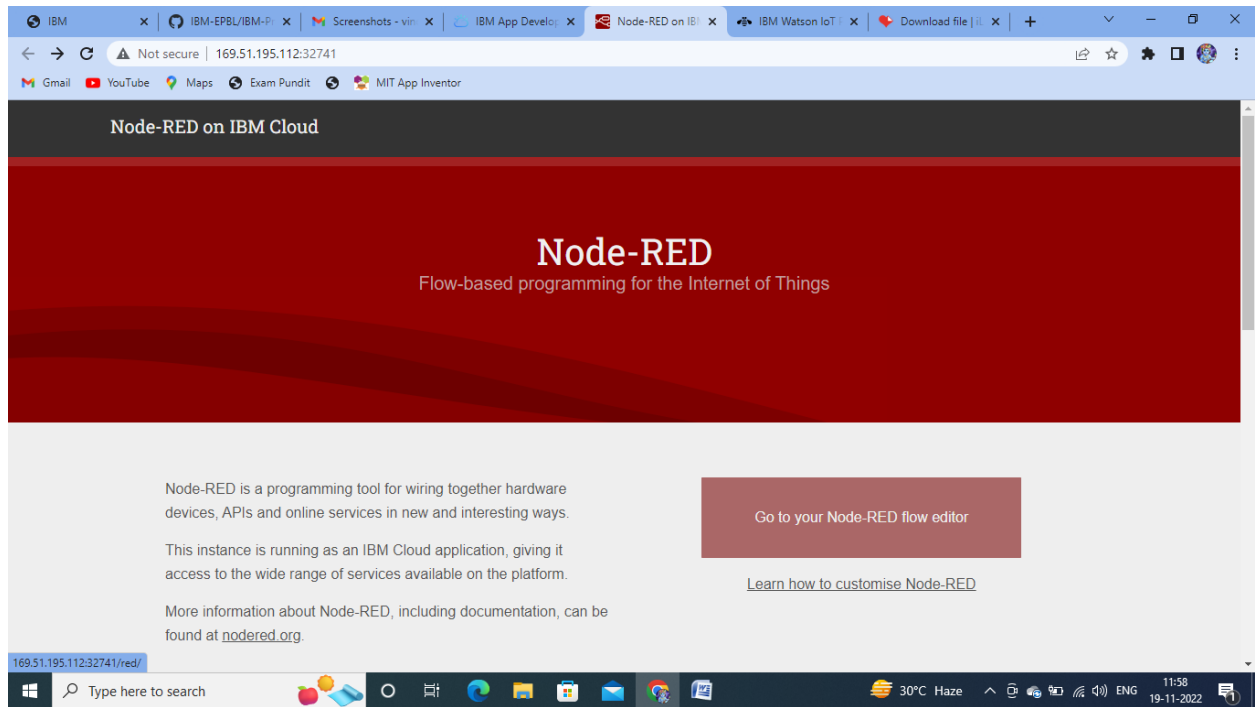 IBM
IBM-EPBL/IBM-Pr
Screenshots - vin
IBM App Develop
Node-RED on IB
IBM Watson IoT P
Download file | iL
Not secure | 169.51.195.112:32741
Gmail YouTube Maps Exam Pundit MIT App Inventor
Node-RED on IBM Cloud
Node-RED
Flow-based programming for the Internet of Things
Node-RED is a programming tool for wiring together hardware
devices, APIs and online services in new and interesting ways.
This instance is running as an IBM Cloud application, giving it
access to the wide range of services available on the platform.
More information about Node-RED, including documentation, can be
found at nodered.org.
Go to your Node-RED flow editor
Learn how to customise Node-RED
169.51.195.112:32741/red/
Type here to search
30°C Haze
ENG
11:58
19-11-2022